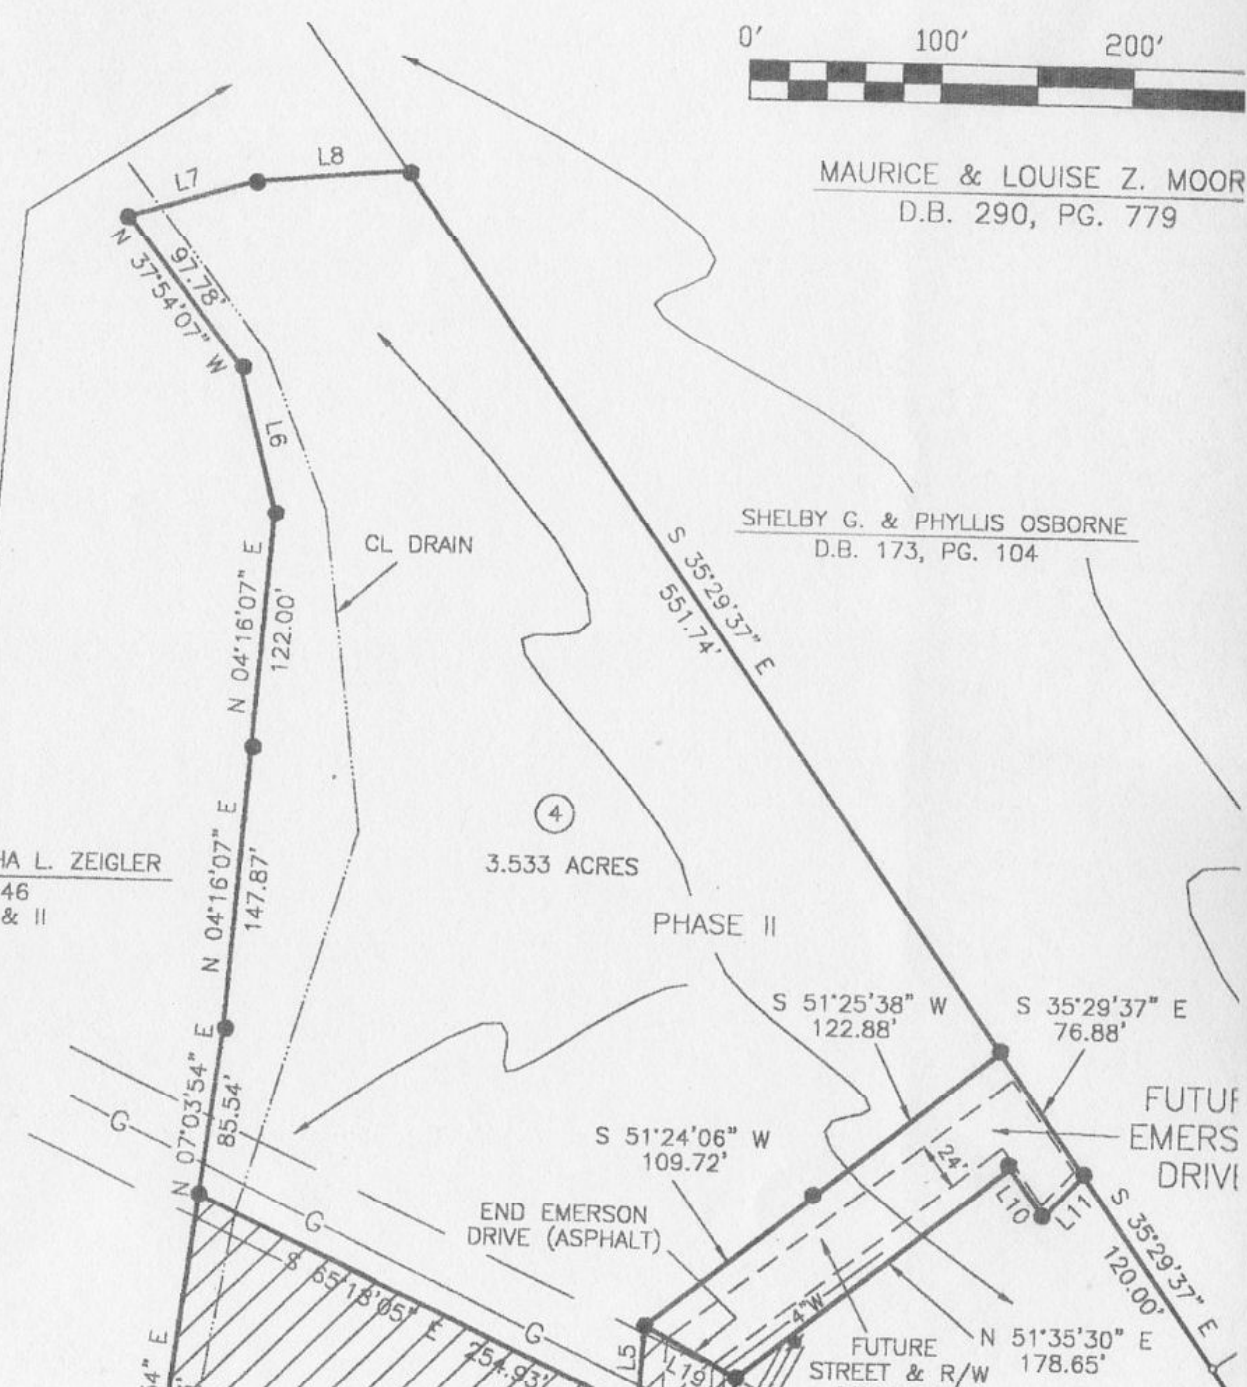 0' 100' 200'
MAURICE & LOUISE Z. MOOR
D.B. 290, PG. 779
L8
L7
97.78'
N 37°54'07" W
L6
SHELBY G. & PHYLLIS OSBORNE
D.B. 173, PG. 104
CL DRAIN
S 35°29'37" E
551.74'
N 04°16'07" E
122.00'
4
3.533 ACRES
HA L. ZEIGLER
46
& II
N 04°16'07" E
147.87'
PHASE II
S 51°25'38" W
122.88'
S 35°29'37" E
76.88'
N 07°03'54" E
85.54'
FUTUR
EMERS
DRIVE
G
S 51°24'06" W
109.72'
24'
L10
L11
END EMERSON
DRIVE (ASPHALT)
G
S 35°29'37" E
120.00'
S 65°13'05" E
254.93'
G
4"W
N 51°35'30" E
178.65'
FUTURE
STREET & R/W
L5
L19
54" E